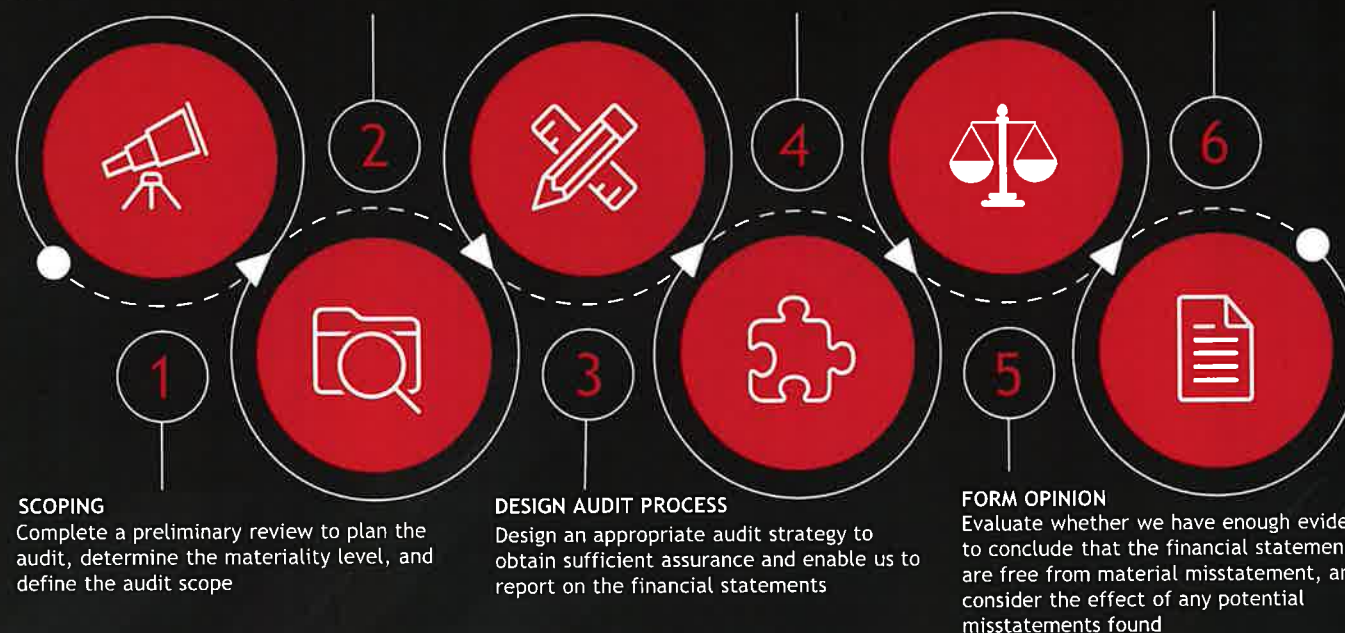 2
4
6
1
3
5
SCOPING
Complete a preliminary review to plan the
audit, determine the materiality level, and
define the audit scope
DESIGN AUDIT PROCESS
Design an appropriate audit strategy to
obtain sufficient assurance and enable us to
report on the financial statements
FORM OPINION
Evaluate whether we have enough evide
to conclude that the financial statemen
are free from material misstatement, an
consider the effect of any potential
misstatements found